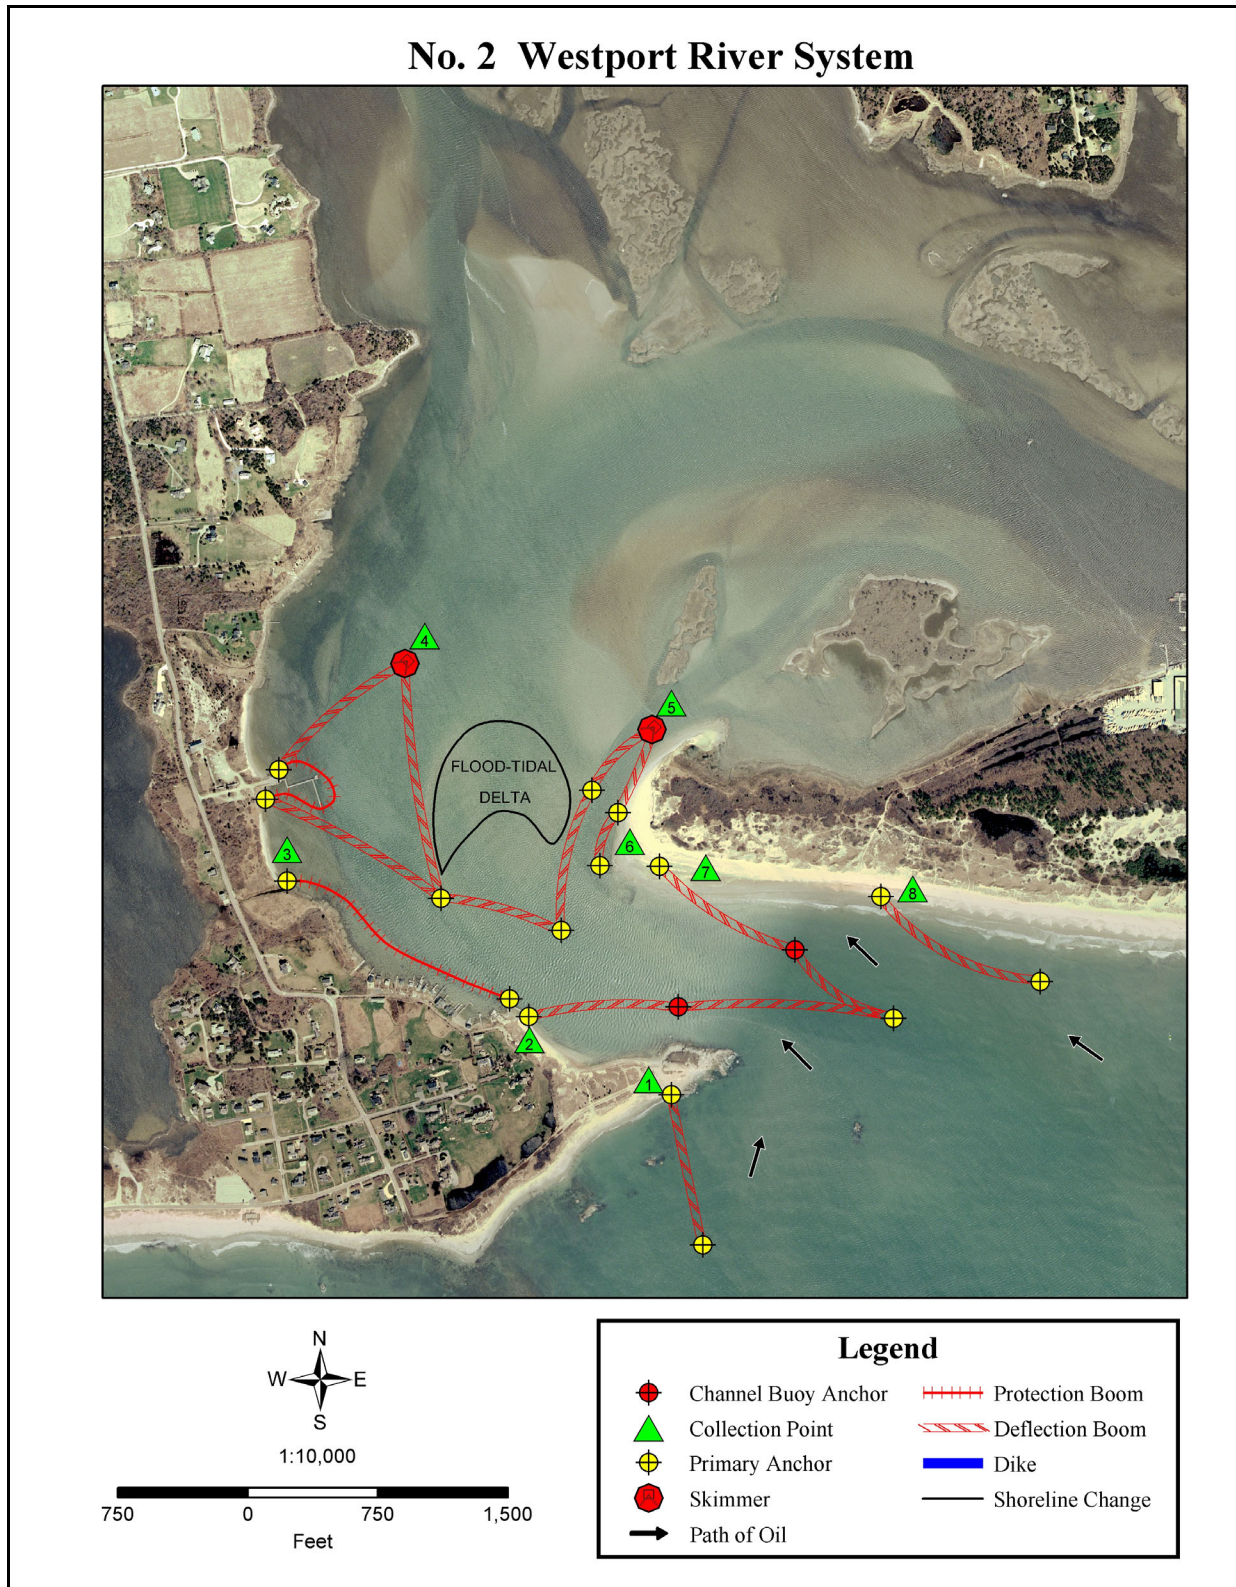 No. 2 Westport River System
4
5
FLOOD-TIDAL
DELTA
6
3
7
8
2
1
N
W E
S
1:10,000
750 0 750 1,500
Feet
Legend
Channel Buoy Anchor
Collection Point
Primary Anchor
Skimmer
Path of Oil
Protection Boom
Deflection Boom
Dike
Shoreline Change